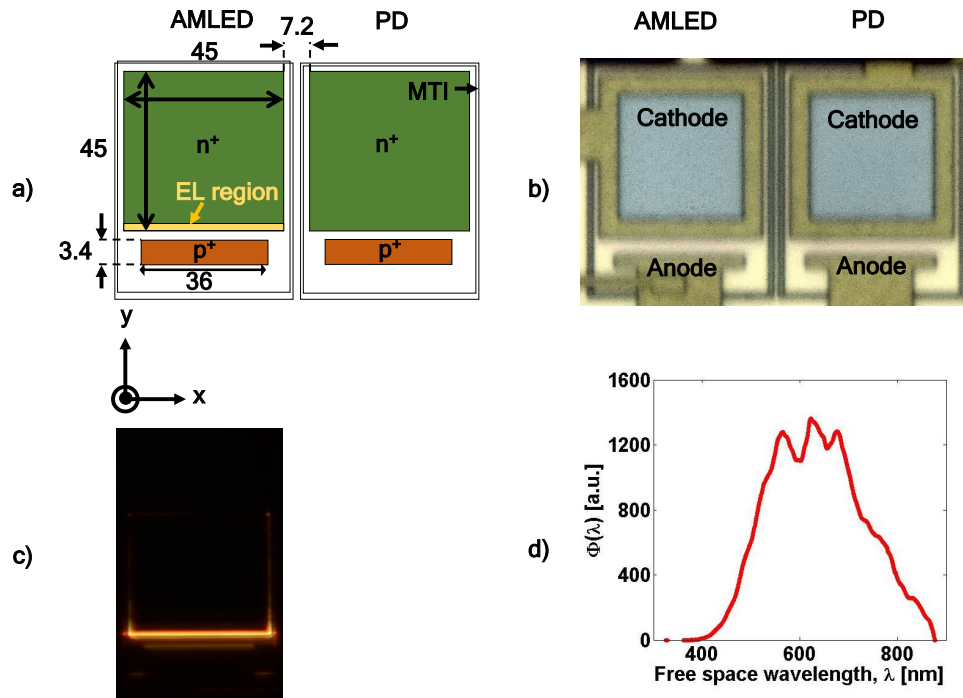 AMLED
7.2
PD
45
MTI
45
n+
n+
EL region
3.4
p+
p+
36
a)
y
x
AMLED
PD
Cathode
Cathode
Anode
Anode
b)
c)
d)
1600
1200
800
400
0
Φ(λ) [a.u.]
400
600
800
Free space wavelength, λ [nm]